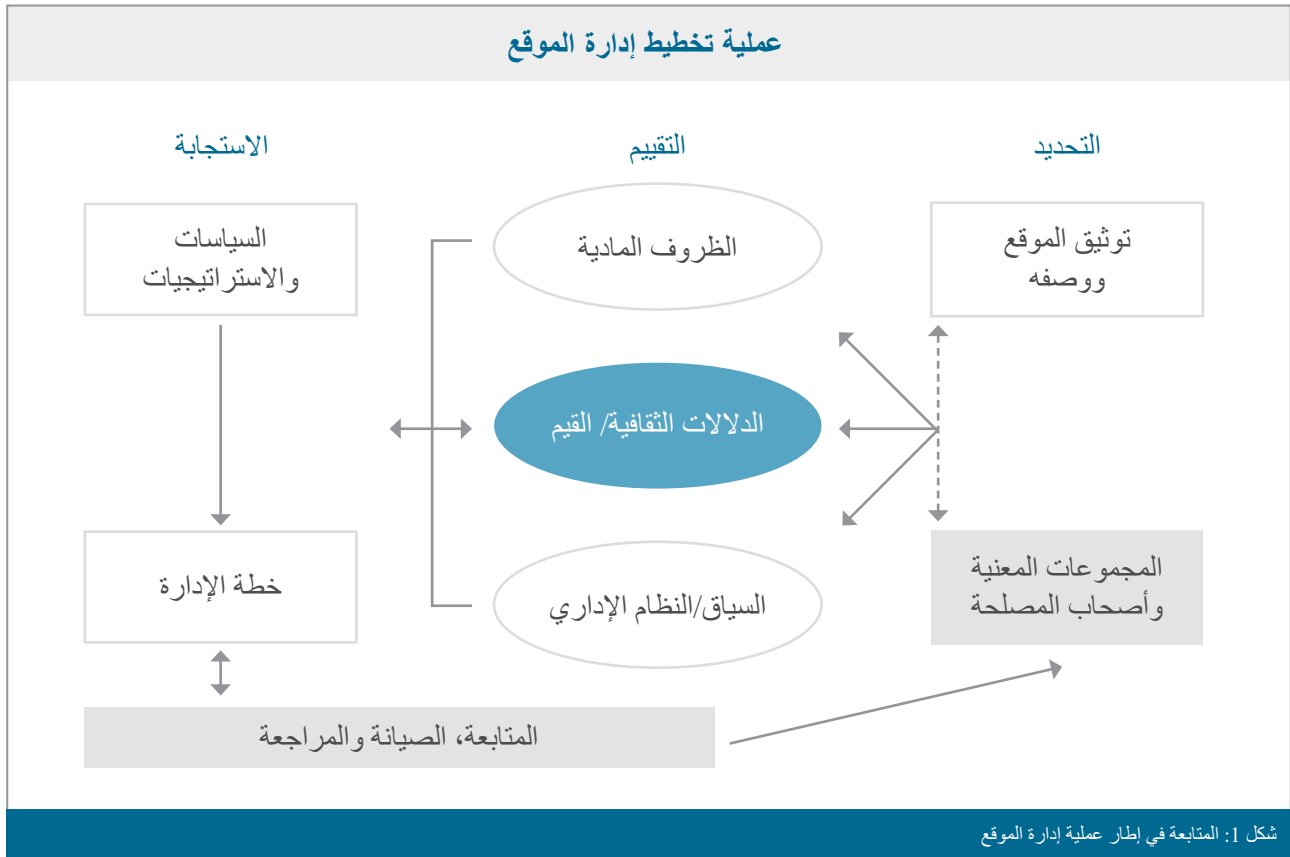 عملية تخطيط إدارة الموقع
التحديد
التقييم
الاستجابة
توثيق الموقع
ووصفه
الظروف المادية
السياسات
والاستراتيجيات
الدلالات الثقافية/ القيم
المجموعات المعنية
وأصحاب المصلحة
السياق/النظام الإداري
خطة الإدارة
المتابعة، الصيانة والمراجعة
شكل 1: المتابعة في إطار عملية إدارة الموقع